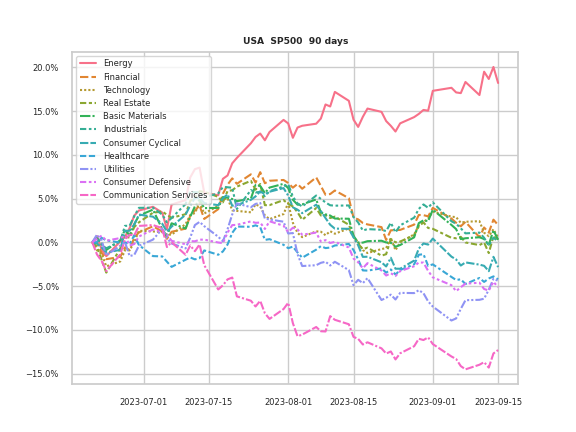 USA  SP500  90 days
20.0%
15.0%
10.0%
5.0%
0.0%
−5.0%
−10.0%
−15.0%
Energy
Financial
Technology
Real Estate
Basic Materials
Industrials
Consumer Cyclical
Healthcare
Utilities
Consumer Defensive
Communication Services
2023-07-01
2023-07-15
2023-08-01
2023-08-15
2023-09-01
2023-09-15